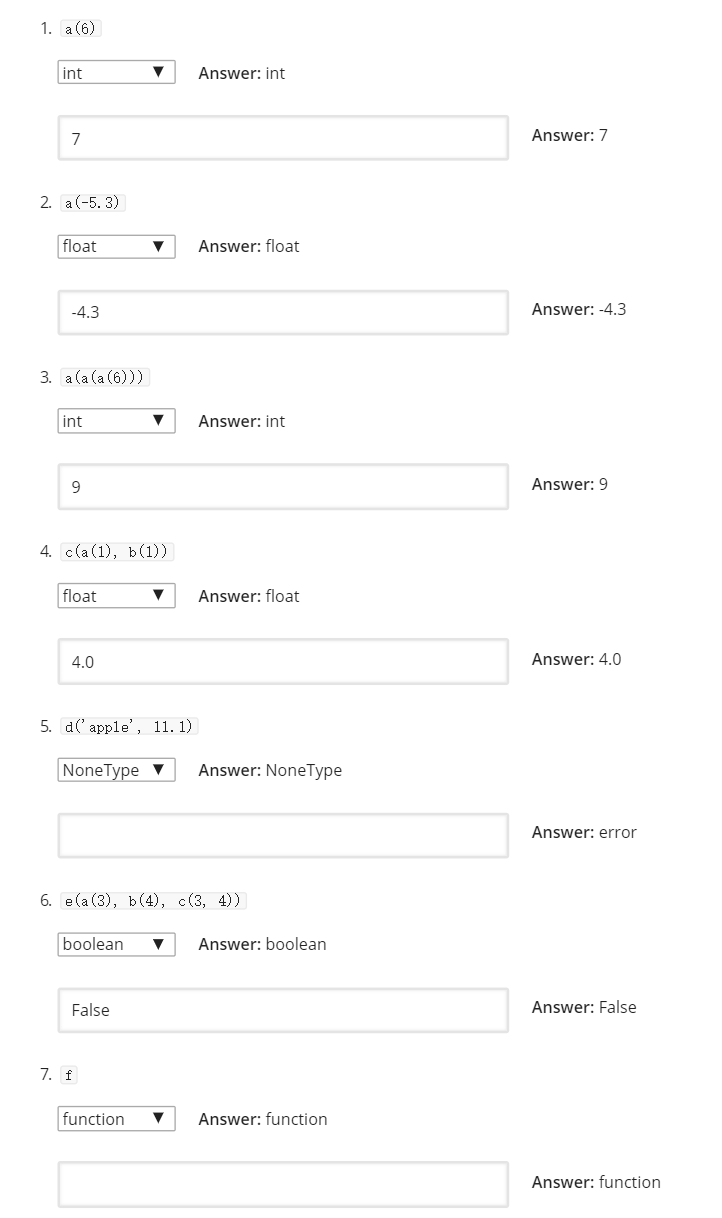 1. a(6)
int ▼ Answer: int
7 Answer: 7
2. a(-5.3)
float ▼ Answer: float
-4.3 Answer: -4.3
3. a(a(a(6)))
int ▼ Answer: int
9 Answer: 9
4. c(a(1), b(1))
float ▼ Answer: float
4.0 Answer: 4.0
5. d('apple', 11.1)
NoneType ▼ Answer: NoneType
Answer: error
6. e(a(3), b(4), c(3, 4))
boolean ▼ Answer: boolean
False Answer: False
7. f
function ▼ Answer: function
Answer: function